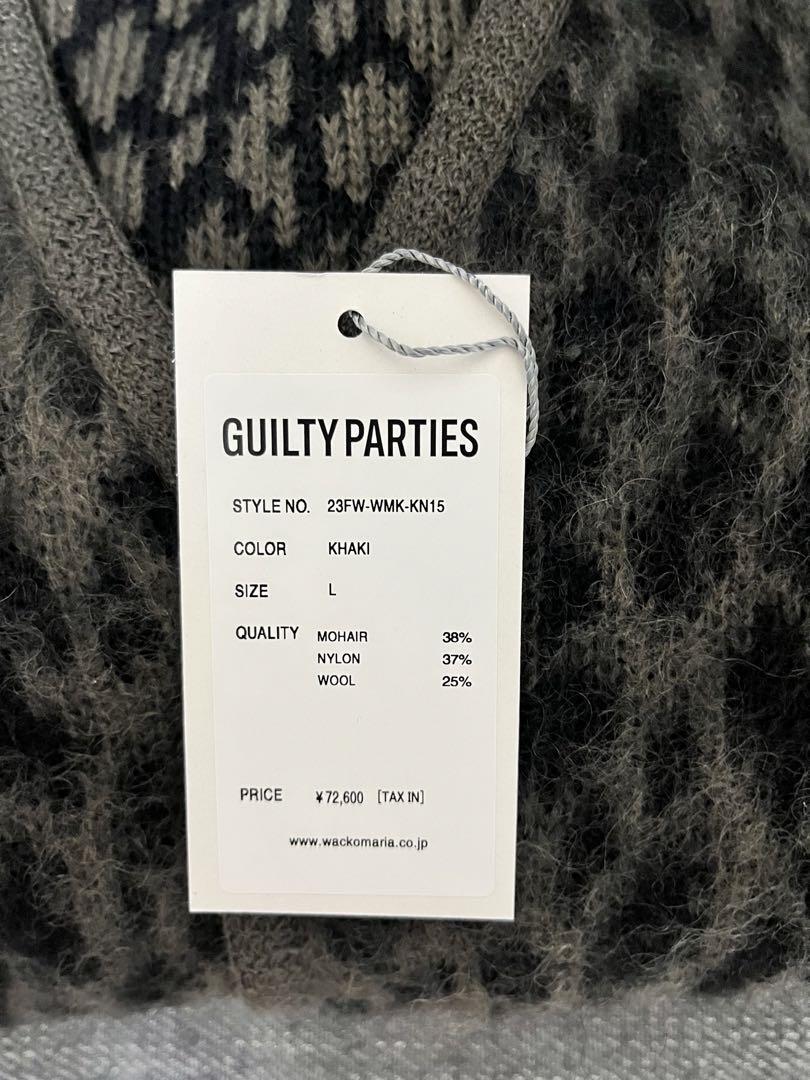 GUILTY PARTIES
STYLE NO. 23FW-WMK-KN15
COLOR KHAKI
SIZE L
QUALITY MOHAIR 38%
NYLON 37%
WOOL 25%
PRICE ¥72,600 [TAX IN]
www.wackomaria.co.jp